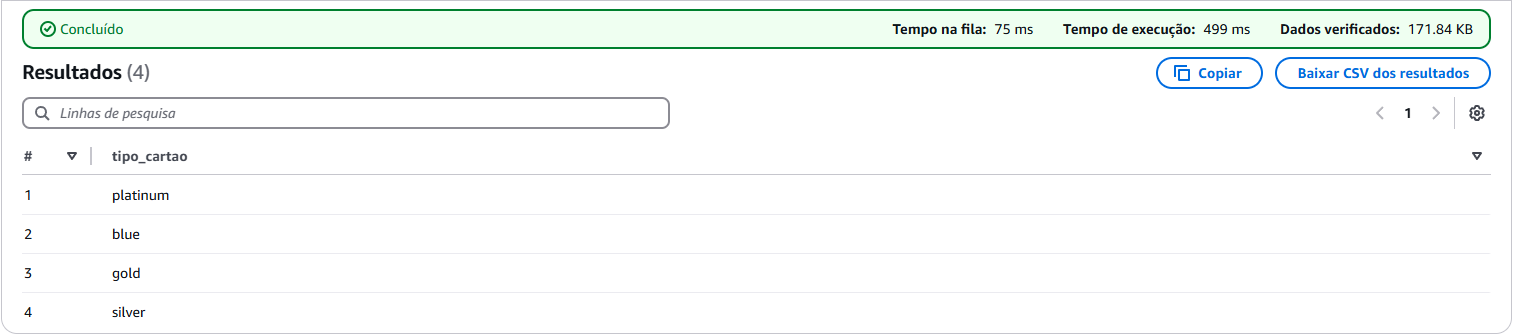 Concluído Tempo na fila: 75 ms Tempo de execução: 499 ms Dados verificados: 171.84 KB
Resultados (4) Copiar Baixar CSV dos resultados
Linhas de pesquisa 1
# tipo_cartao
1 platinum
2 blue
3 gold
4 silver